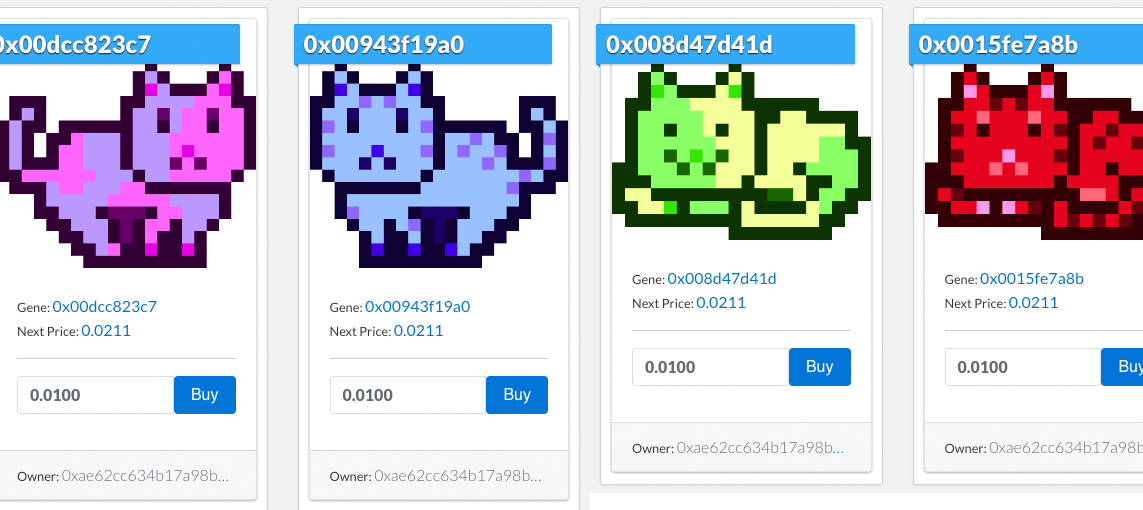 0x00dcc823c7
Gene: 0x00dcc823c7
Next Price: 0.0211
0.0100 Buy
Owner: 0xae62cc634b17a98b...
0x00943f19a0
Gene: 0x00943f19a0
Next Price: 0.0211
0.0100 Buy
Owner: 0xae62cc634b17a98b...
0x008d47d41d
Gene: 0x008d47d41d
Next Price: 0.0211
0.0100 Buy
Owner: 0xae62cc634b17a98b...
0x0015fe7a8b
Gene: 0x0015fe7a8b
Next Price: 0.0211
0.0100 Buy
Owner: 0xae62cc634b17a98b